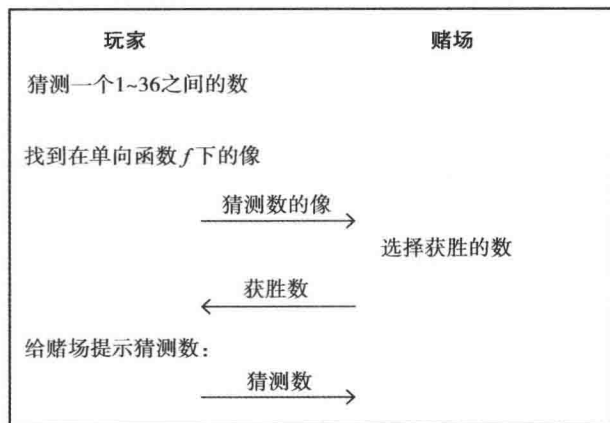 玩家 赌场
猜测一个1~36之间的数
找到在单向函数f下的像
猜测数的像
选择获胜的数
获胜数
给赌场提示猜测数：
猜测数